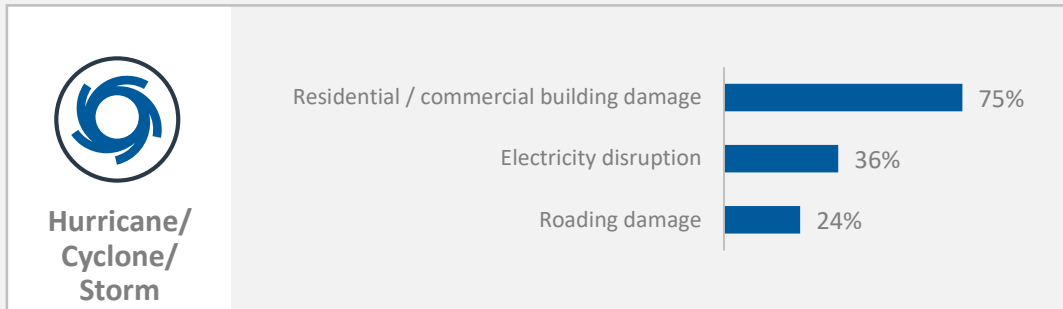 Hurricane/
Cyclone/
Storm
Residential / commercial building damage 75%
Electricity disruption 36%
Roading damage 24%